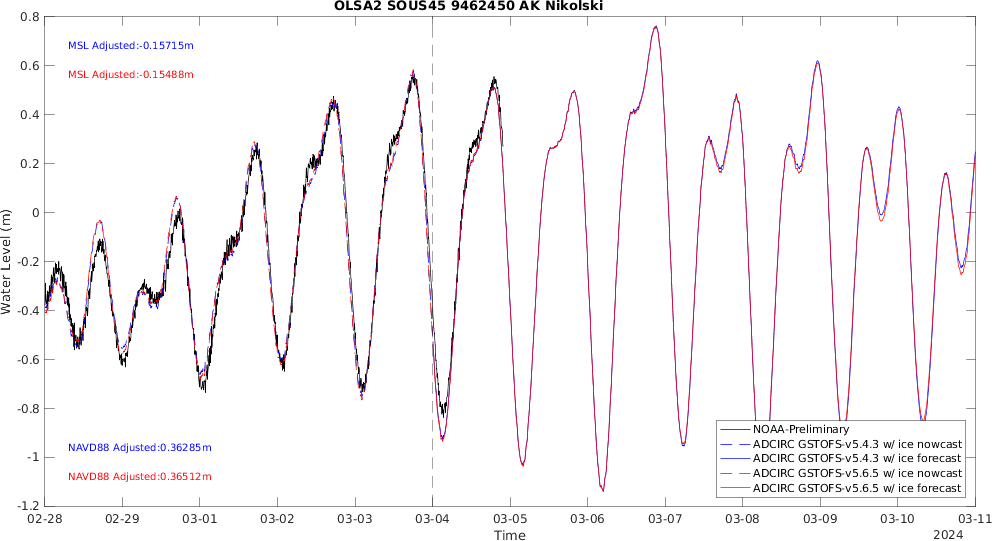 OLSA2 SOUS45 9462450 AK Nikolski
0.8
0.6
0.4
0.2
0
-0.2
-0.4
-0.6
-0.8
-1
-1.2
Water Level (m)
MSL Adjusted:-0.15715m
MSL Adjusted:-0.15488m
NAVD88 Adjusted:0.36285m
NAVD88 Adjusted:0.36512m
NOAA-Preliminary
ADCIRC GSTOFS-v5.4.3 w/ ice nowcast
ADCIRC GSTOFS-v5.4.3 w/ ice forecast
ADCIRC GSTOFS-v5.6.5 w/ ice nowcast
ADCIRC GSTOFS-v5.6.5 w/ ice forecast
02-28 02-29 03-01 03-02 03-03 03-04 03-05 03-06 03-07 03-08 03-09 03-10 03-11
Time
2024